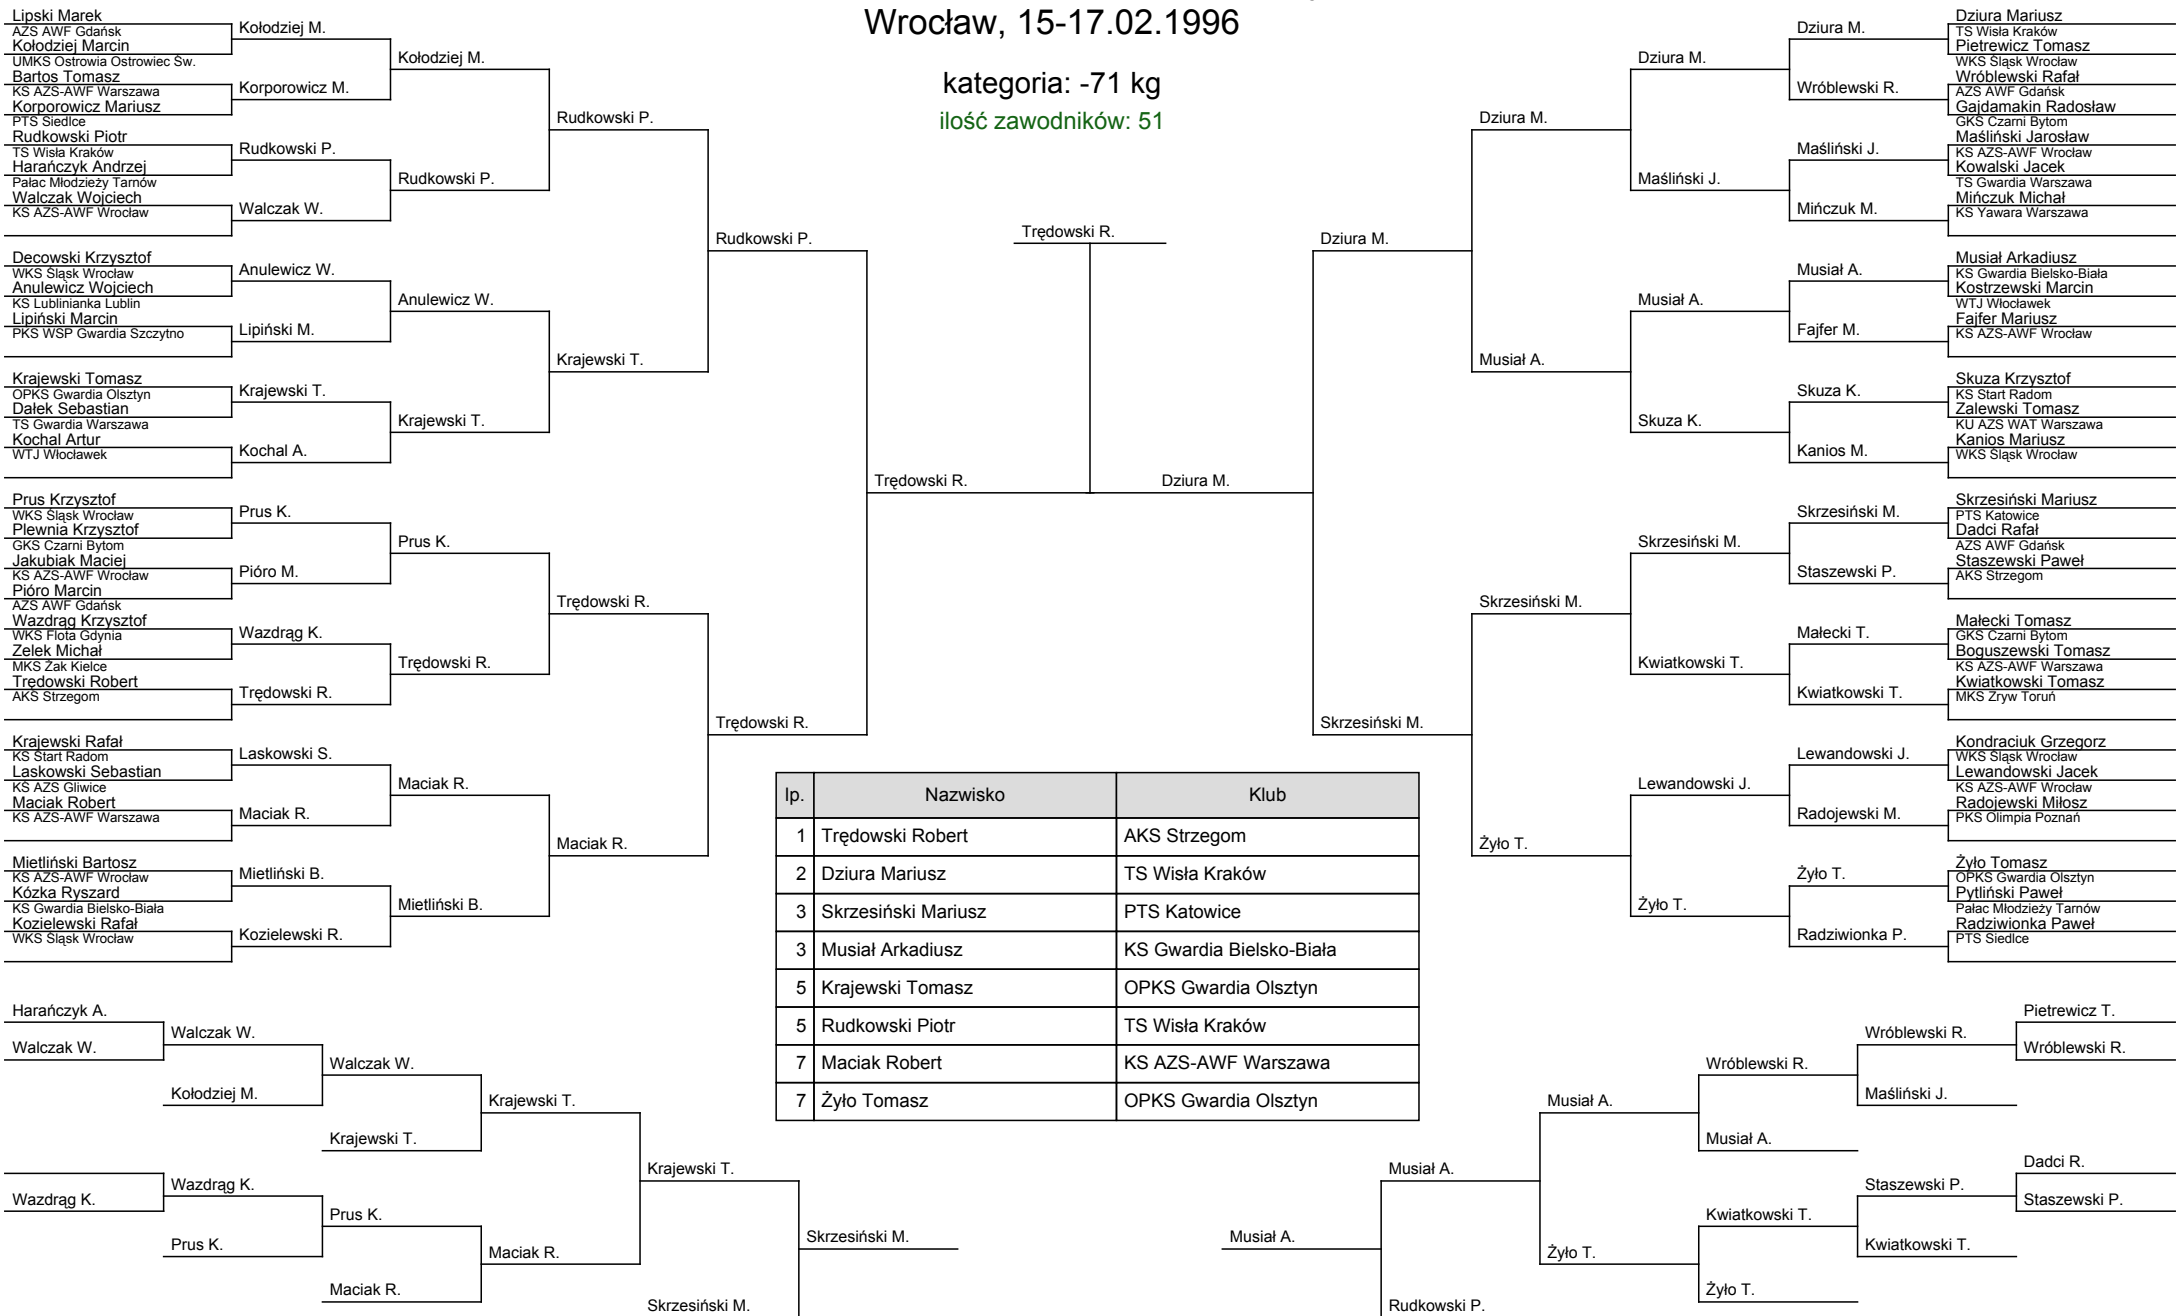 Wrocław, 15-17.02.1996
kategoria: -71 kg
ilość zawodników: 51
Lipski Marek
AZS AWF Gdańsk
Kołodziej Marcin
UMKS Ostrowia Ostrowiec Św.
Bartos Tomasz
KS AZS-AWF Warszawa
Korporowicz Mariusz
PTS Siedlce
Rudkowski Piotr
TS Wisła Kraków
Harańczyk Andrzej
Pałac Młodzieży Tarnów
Walczak Wojciech
KS AZS-AWF Wrocław
Decowski Krzysztof
WKS Śląsk Wrocław
Anulewicz Wojciech
KS Lublinianka Lublin
Lipiński Marcin
PKS WSP Gwardia Szczytno
Krajewski Tomasz
OPKS Gwardia Olsztyn
Dałek Sebastian
TS Gwardia Warszawa
Kochal Artur
WTJ Włocławek
Prus Krzysztof
WKS Śląsk Wrocław
Plewnia Krzysztof
GKS Czarni Bytom
Jakubiak Maciej
KS AZS-AWF Wrocław
Pióro Marcin
AZS AWF Gdańsk
Wazdrąg Krzysztof
WKS Flota Gdynia
Zelek Michał
MKS Żak Kielce
Trędowski Robert
AKS Strzegom
Krajewski Rafał
KS Start Radom
Laskowski Sebastian
KS AZS Gliwice
Maciak Robert
KS AZS-AWF Warszawa
Mietliński Bartosz
KS AZS-AWF Wrocław
Kózka Ryszard
KS Gwardia Bielsko-Biała
Kozielewski Rafał
WKS Śląsk Wrocław
Kołodziej M.
Korporowicz M.
Rudkowski P.
Walczak W.
Anulewicz W.
Lipiński M.
Krajewski T.
Kochal A.
Prus K.
Pióro M.
Wazdrąg K.
Trędowski R.
Laskowski S.
Maciak R.
Mietliński B.
Kozielewski R.
Kołodziej M.
Rudkowski P.
Anulewicz W.
Krajewski T.
Prus K.
Trędowski R.
Maciak R.
Mietliński B.
Rudkowski P.
Krajewski T.
Trędowski R.
Maciak R.
Rudkowski P.
Trędowski R.
Trędowski R.
Trędowski R.
Dziura M.
Dziura M.
Skrzesiński M.
Dziura M.
Musiał A.
Skrzesiński M.
Żyło T.
Dziura M.
Maśliński J.
Musiał A.
Skuza K.
Skrzesiński M.
Kwiatkowski T.
Lewandowski J.
Żyło T.
Dziura M.
Wróblewski R.
Maśliński J.
Mińczuk M.
Musiał A.
Fajfer M.
Skuza K.
Kanios M.
Skrzesiński M.
Staszewski P.
Małecki T.
Kwiatkowski T.
Lewandowski J.
Radojewski M.
Żyło T.
Radziwionka P.
Dziura Mariusz
TS Wisła Kraków
Pietrewicz Tomasz
WKS Śląsk Wrocław
Wróblewski Rafał
AZS AWF Gdańsk
Gajdamakin Radosław
GKS Czarni Bytom
Maśliński Jarosław
KS AZS-AWF Wrocław
Kowalski Jacek
TS Gwardia Warszawa
Mińczuk Michał
KS Yawara Warszawa
Musiał Arkadiusz
KS Gwardia Bielsko-Biała
Kostrzewski Marcin
WTJ Włocławek
Fajfer Mariusz
KS AZS-AWF Wrocław
Skuza Krzysztof
KS Start Radom
Zalewski Tomasz
KU AZS WAT Warszawa
Kanios Mariusz
WKS Śląsk Wrocław
Skrzesiński Mariusz
PTS Katowice
Dadci Rafał
AZS AWF Gdańsk
Staszewski Paweł
AKS Strzegom
Małecki Tomasz
GKS Czarni Bytom
Boguszewski Tomasz
KS AZS-AWF Warszawa
Kwiatkowski Tomasz
MKS Zryw Toruń
Kondraciuk Grzegorz
WKS Śląsk Wrocław
Lewandowski Jacek
KS AZS-AWF Wrocław
Radojewski Miłosz
PKS Olimpia Poznań
Żyło Tomasz
OPKS Gwardia Olsztyn
Pytliński Paweł
Pałac Młodzieży Tarnów
Radziwionka Paweł
PTS Siedlce
lp. Nazwisko Klub
1 Trędowski Robert AKS Strzegom
2 Dziura Mariusz TS Wisła Kraków
3 Skrzesiński Mariusz PTS Katowice
3 Musiał Arkadiusz KS Gwardia Bielsko-Biała
5 Krajewski Tomasz OPKS Gwardia Olsztyn
5 Rudkowski Piotr TS Wisła Kraków
7 Maciak Robert KS AZS-AWF Warszawa
7 Żyło Tomasz OPKS Gwardia Olsztyn
Harańczyk A.
Walczak W.
Wazdrąg K.
Walczak W.
Kołodziej M.
Wazdrąg K.
Prus K.
Walczak W.
Krajewski T.
Prus K.
Maciak R.
Krajewski T.
Maciak R.
Krajewski T.
Skrzesiński M.
Skrzesiński M.
Musiał A.
Musiał A.
Rudkowski P.
Musiał A.
Żyło T.
Wróblewski R.
Musiał A.
Kwiatkowski T.
Żyło T.
Wróblewski R.
Maśliński J.
Staszewski P.
Kwiatkowski T.
Pietrewicz T.
Wróblewski R.
Dadci R.
Staszewski P.